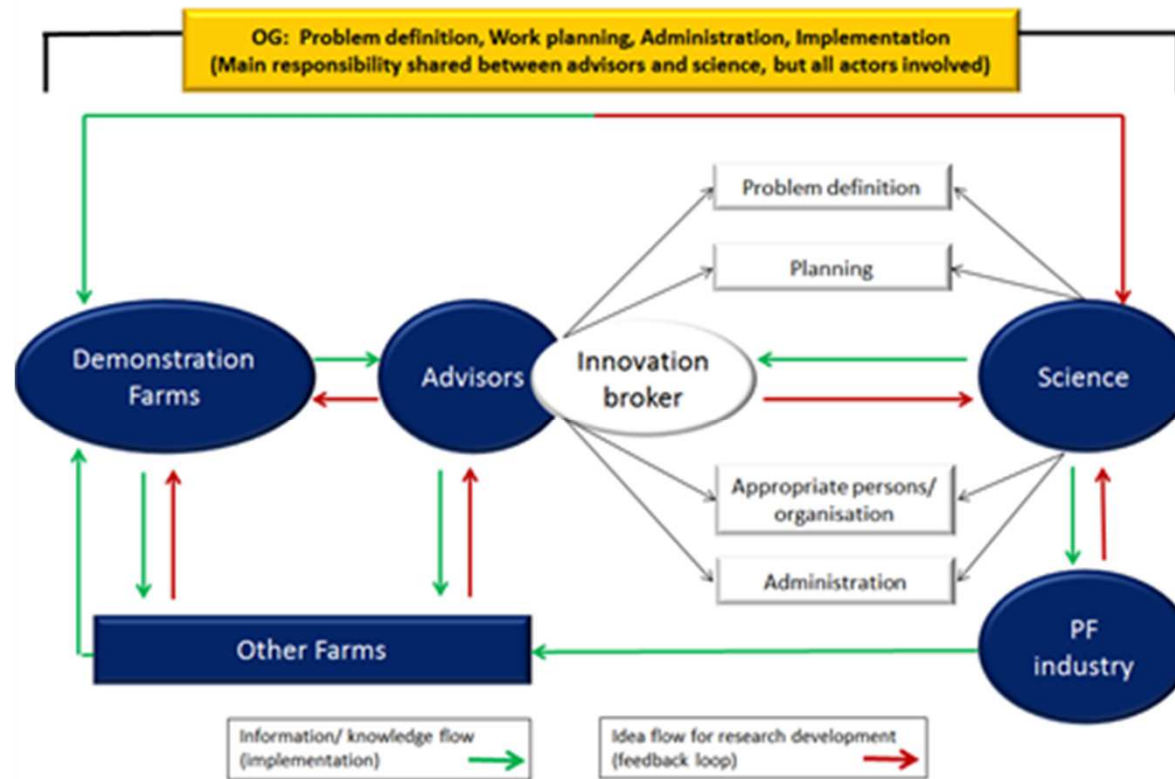 OG: Problem definition, Work planning, Administration, Implementation
(Main responsibility shared between advisors and science, but all actors involved)
Problem definition
Planning
Demonstration
Farms
Advisors
Innovation
broker
Science
Appropriate persons/
organisation
Administration
Other Farms
PF
industry
Information/ knowledge flow
(implementation)
Idea flow for research development
(feedback loop)